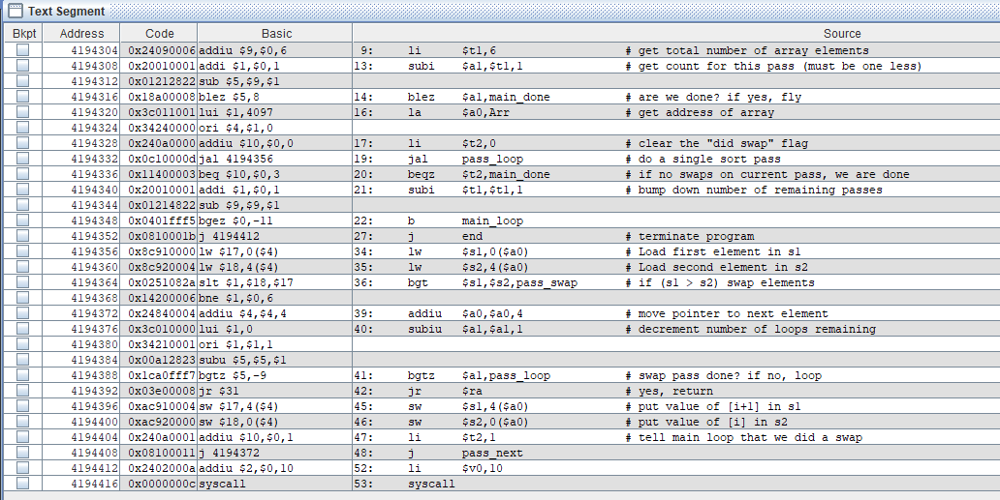 Text Segment
Bkpt Address Code Basic Source
4194304 0x24090006 addiu $9,$0,6 9: li $t1,6 # get total number of array elements
4194308 0x20010001 addi $1,$0,1 13: subi $a1,$t1,1 # get count for this pass (must be one less)
4194312 0x01212822 sub $5,$9,$1
4194316 0x18a00008 blez $5,8 14: blez $a1,main_done # are we done? if yes, fly
4194320 0x3c011001 lui $1,4097 16: la $a0,Arr # get address of array
4194324 0x34240000 ori $4,$1,0
4194328 0x240a0000 addiu $10,$0,0 17: li $t2,0 # clear the "did swap" flag
4194332 0x0c10000d jal 4194356 19: jal pass_loop # do a single sort pass
4194336 0x11400003 beq $10,$0,3 20: beqz $t2,main_done # if no swaps on current pass, we are done
4194340 0x20010001 addi $1,$0,1 21: subi $t1,$t1,1 # bump down number of remaining passes
4194344 0x01214822 sub $9,$9,$1
4194348 0x0401fff5 bgez $0,-11 22: b main_loop
4194352 0x0810001b j 4194412 27: j end # terminate program
4194356 0x8c910000 lw $17,0($4) 34: lw $s1,0($a0) # Load first element in s1
4194360 0x8c920004 lw $18,4($4) 35: lw $s2,4($a0) # Load second element in s2
4194364 0x0251082a slt $1,$18,$17 36: bgt $s1,$s2,pass_swap # if (s1 > s2) swap elements
4194368 0x14200006 bne $1,$0,6
4194372 0x24840004 addiu $4,$4,4 39: addiu $a0,$a0,4 # move pointer to next element
4194376 0x3c010000 lui $1,0 40: subiu $a1,$a1,1 # decrement number of loops remaining
4194380 0x34210001 ori $1,$1,1
4194384 0x00a12823 subu $5,$5,$1
4194388 0x1ca0fff7 bgtz $5,-9 41: bgtz $a1,pass_loop # swap pass done? if no, loop
4194392 0x03e00008 jr $31 42: jr $ra # yes, return
4194396 0xac910004 sw $17,4($4) 45: sw $s1,4($a0) # put value of [i+1] in s1
4194400 0xac920000 sw $18,0($4) 46: sw $s2,0($a0) # put value of [i] in s2
4194404 0x240a0001 addiu $10,$0,1 47: li $t2,1 # tell main loop that we did a swap
4194408 0x08100011 j 4194372 48: j pass_next
4194412 0x2402000a addiu $2,$0,10 52: li $v0,10
4194416 0x0000000c syscall 53: syscall